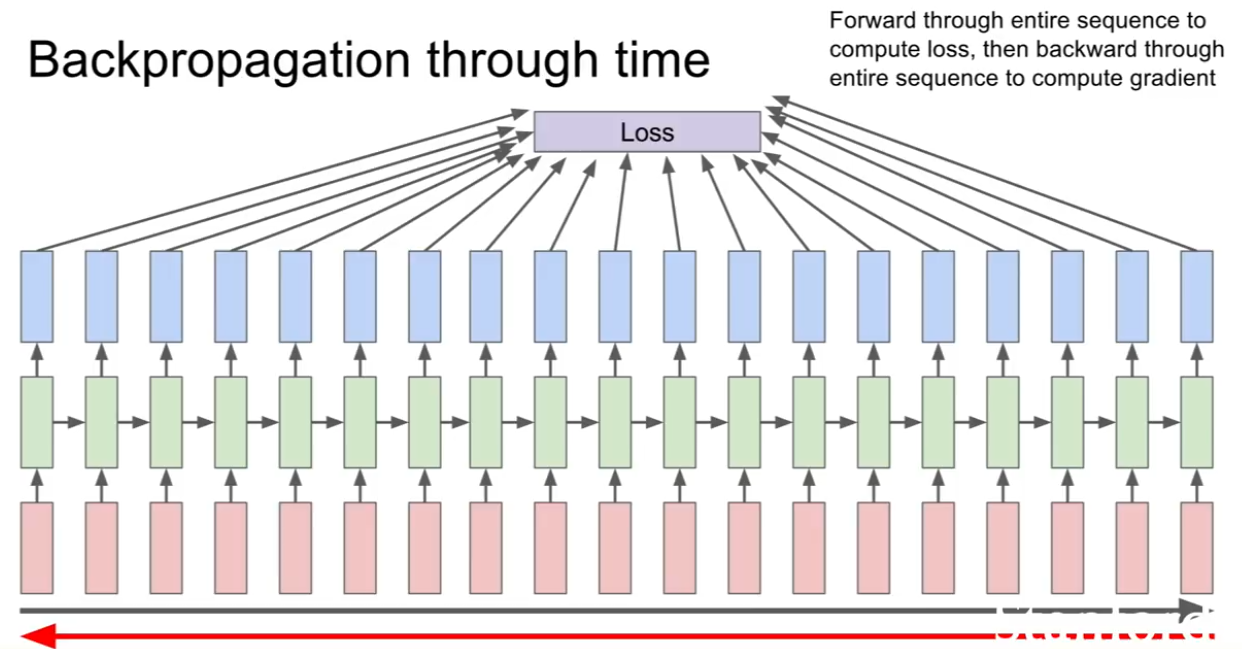 Backpropagation through time
Forward through entire sequence to
compute loss, then backward through
entire sequence to compute gradient
Loss